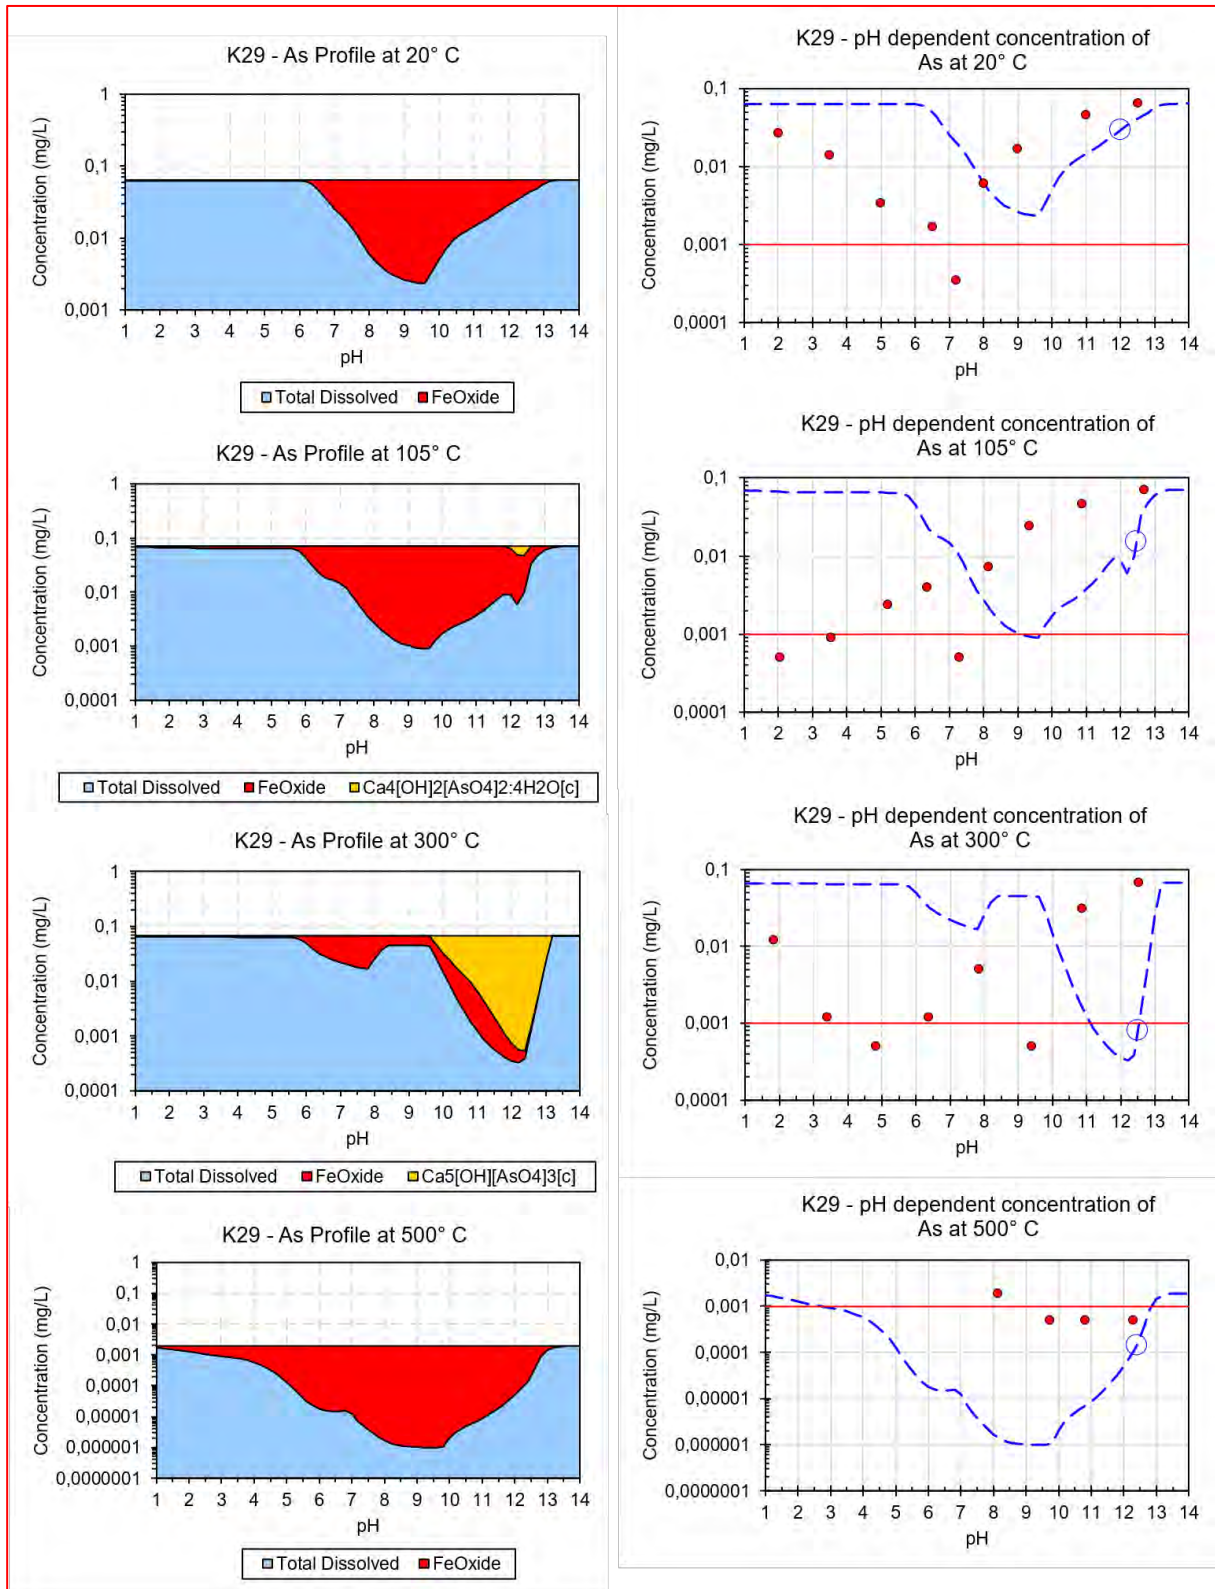 K29 - As Profile at 20° C
Concentration (mg/L)
1
0,1
0,01
0,001
1 2 3 4 5 6 7 8 9 10 11 12 13 14
pH
Total Dissolved FeOxide
K29 - pH dependent concentration of
As at 20° C
Concentration (mg/L)
0,1
0,01
0,001
0,0001
1 2 3 4 5 6 7 8 9 10 11 12 13 14
pH
K29 - As Profile at 105° C
Concentration (mg/L)
1
0,1
0,01
0,001
0,0001
1 2 3 4 5 6 7 8 9 10 11 12 13 14
pH
Total Dissolved FeOxide Ca4[OH]2[AsO4]2:4H2O[c]
K29 - pH dependent concentration of
As at 105° C
Concentration (mg/L)
0,1
0,01
0,001
0,0001
1 2 3 4 5 6 7 8 9 10 11 12 13 14
pH
K29 - As Profile at 300° C
Concentration (mg/L)
1
0,1
0,01
0,001
0,0001
1 2 3 4 5 6 7 8 9 10 11 12 13 14
pH
Total Dissolved FeOxide Ca5[OH][AsO4]3[c]
K29 - pH dependent concentration of
As at 300° C
Concentration (mg/L)
0,1
0,01
0,001
0,0001
1 2 3 4 5 6 7 8 9 10 11 12 13 14
pH
K29 - As Profile at 500° C
Concentration (mg/L)
1
0,1
0,01
0,001
0,0001
0,00001
0,000001
0,0000001
1 2 3 4 5 6 7 8 9 10 11 12 13 14
pH
Total Dissolved FeOxide
K29 - pH dependent concentration of
As at 500° C
Concentration (mg/L)
0,01
0,001
0,0001
0,00001
0,000001
0,0000001
1 2 3 4 5 6 7 8 9 10 11 12 13 14
pH